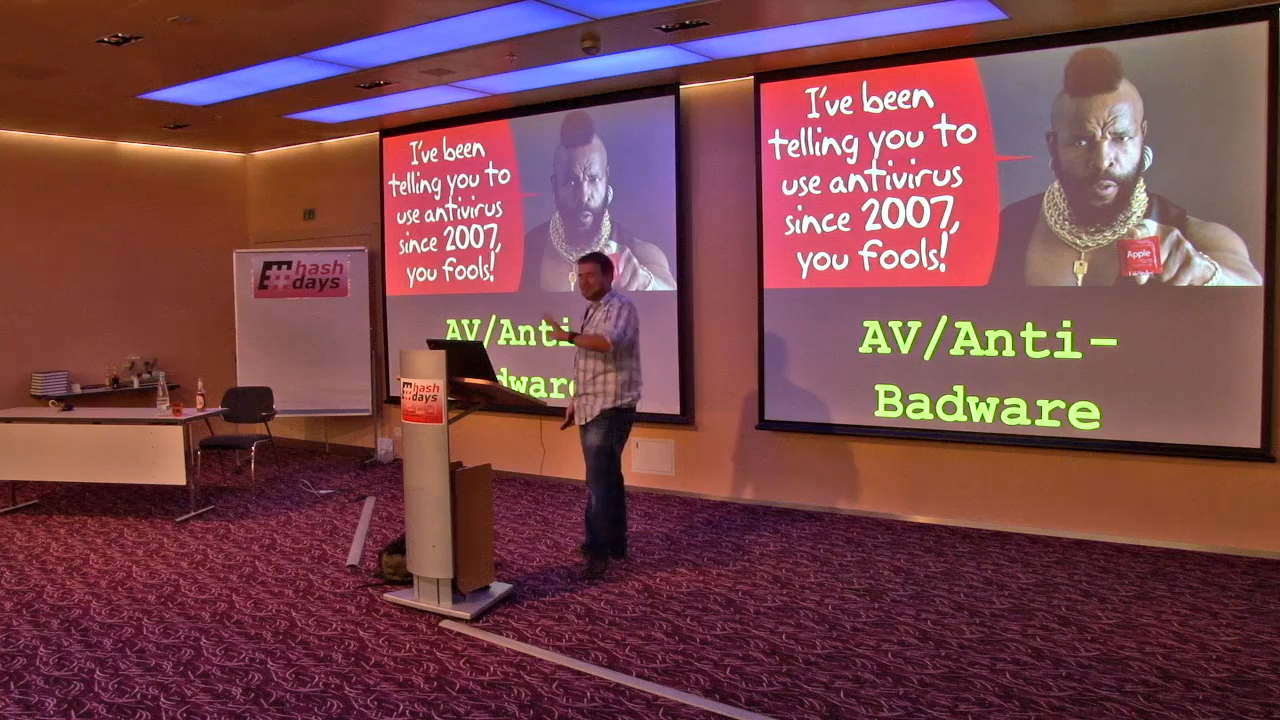 #hash
days
I've been
telling you to
use antivirus
since 2007,
you fools!
AV/Anti
dware
#hash
days
I've been
telling you to
use antivirus
since 2007,
you fools!
Apple
AV/Anti-
Badware